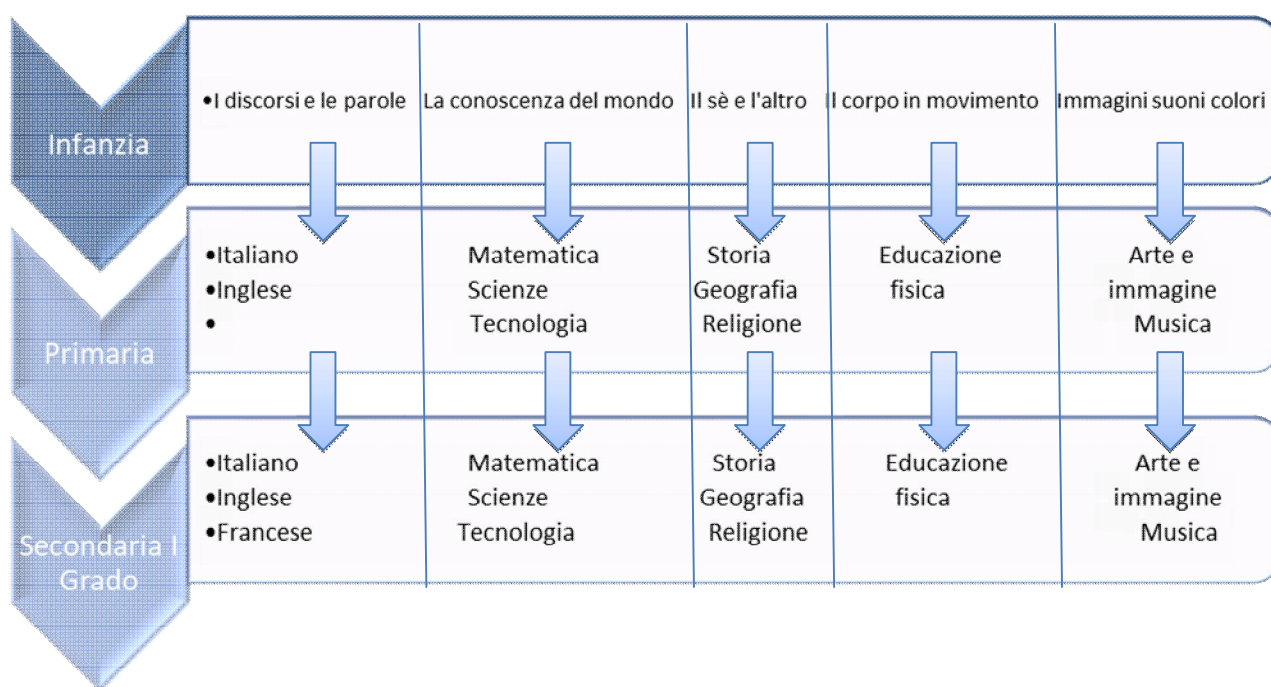 Infanzia
•I discorsi e le parole
La conoscenza del mondo
Il sè e l'altro
Il corpo in movimento
Immagini suoni colori
Primaria
•Italiano
•Inglese
•
Matematica
Scienze
Tecnologia
Storia
Geografia
Religione
Educazione
fisica
Arte e
immagine
Musica
Secondaria I
Grado
•Italiano
•Inglese
•Francese
Matematica
Scienze
Tecnologia
Storia
Geografia
Religione
Educazione
fisica
Arte e
immagine
Musica